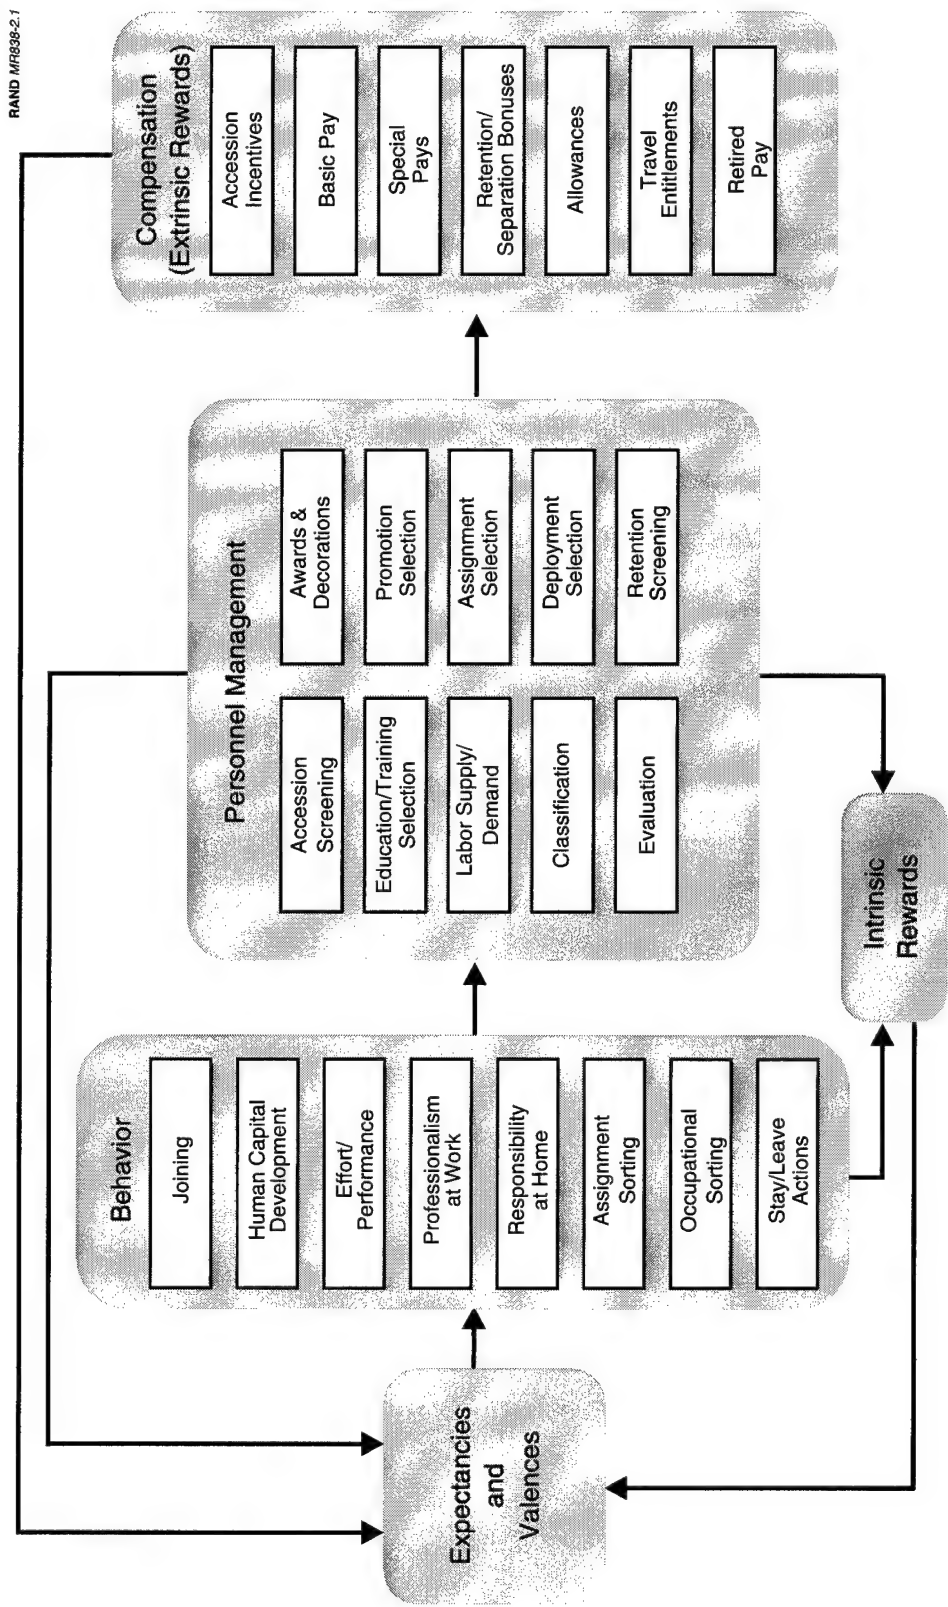 RAND MR838-2.1
Expectancies
and
Valences
Behavior
Joining
Human Capital
Development
Effort/
Performance
Professionalism
at Work
Responsibility
at Home
Assignment
Sorting
Occupational
Sorting
Stay/Leave
Actions
Personnel Management
Accession
Screening
Education/Training
Selection
Labor Supply/
Demand
Classification
Evaluation
Awards &
Decorations
Promotion
Selection
Assignment
Selection
Deployment
Selection
Retention
Screening
Intrinsic
Rewards
Compensation
(Extrinsic Rewards)
Accession
Incentives
Basic Pay
Special
Pays
Retention/
Separation Bonuses
Allowances
Travel
Entitlements
Retired
Pay